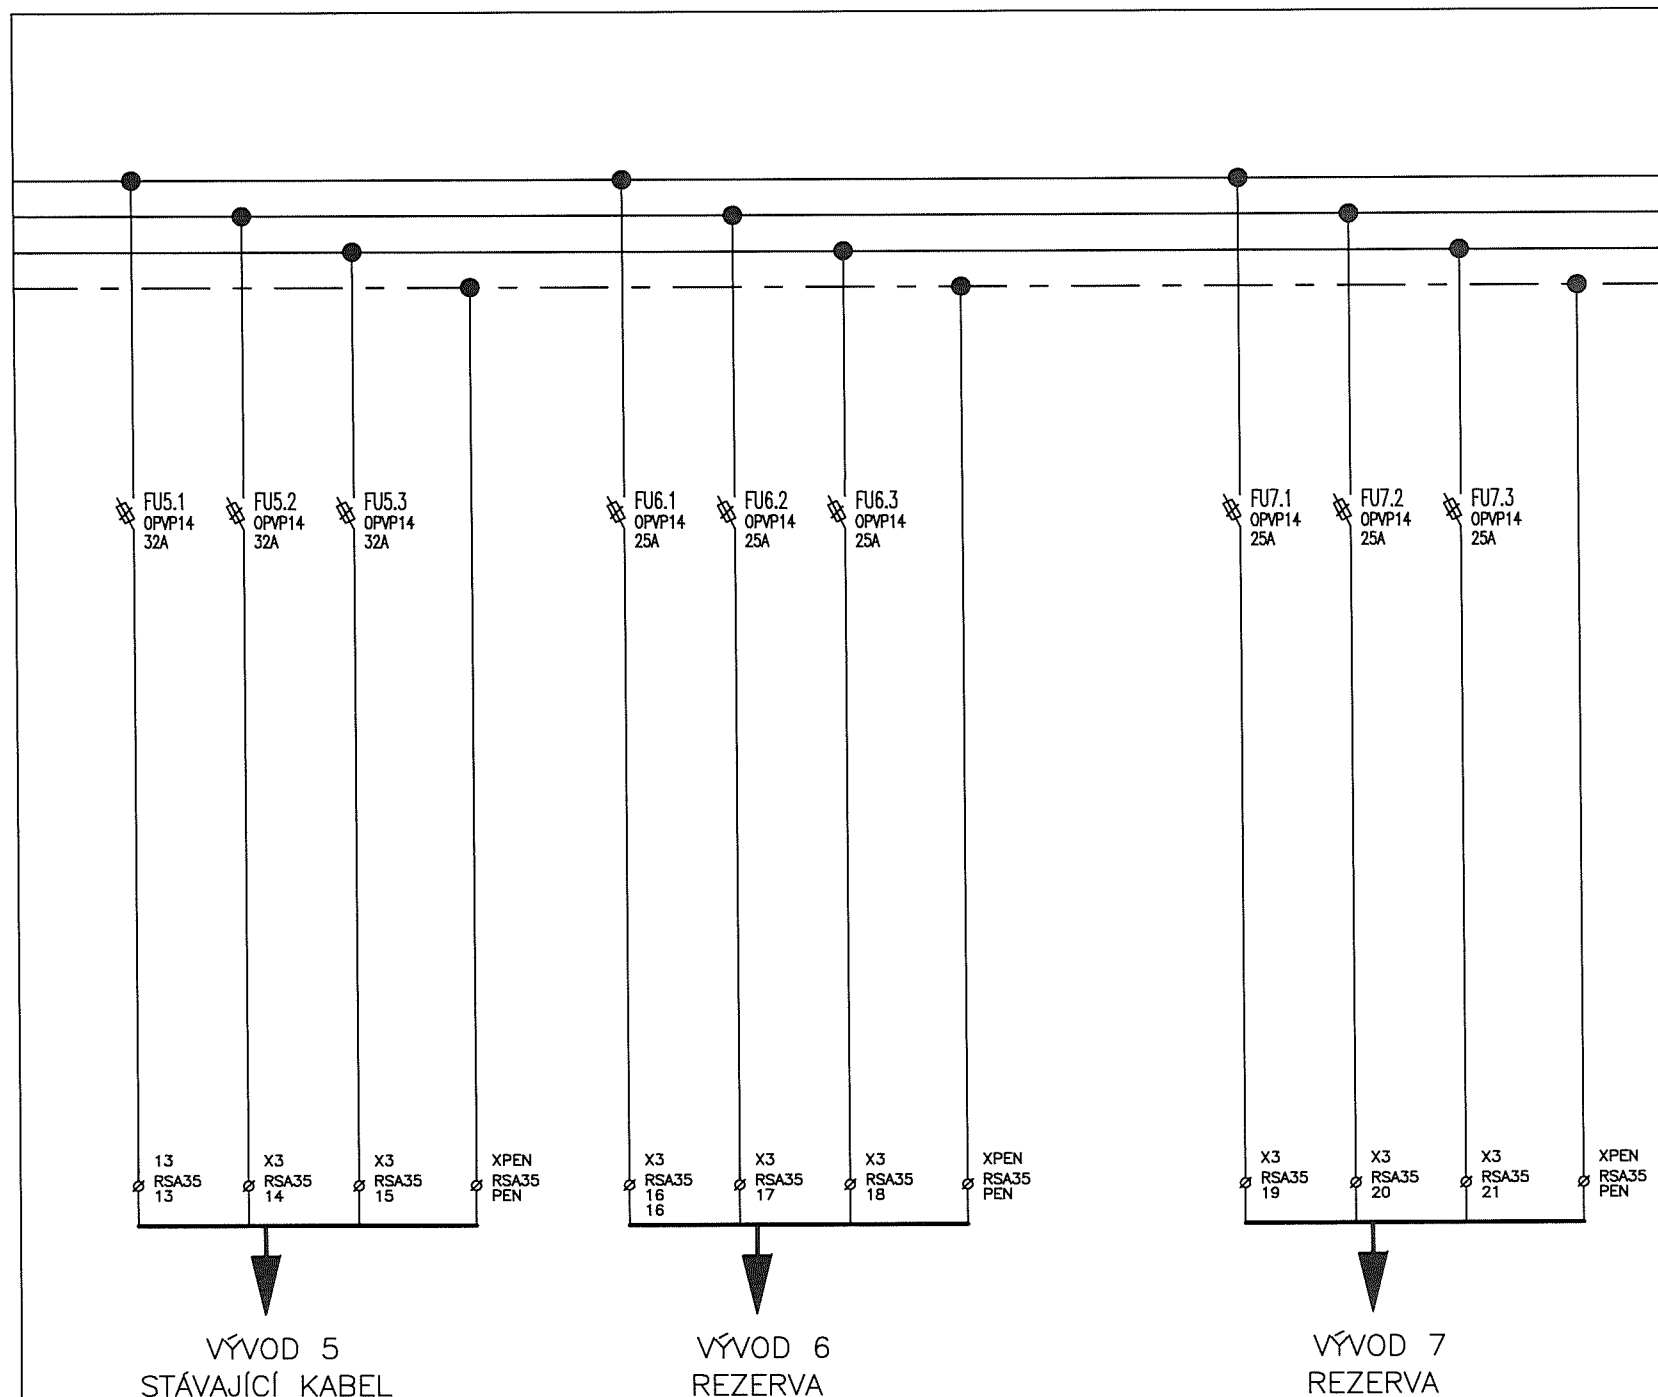 FU5.1
OPVP14
32A
FU5.2
OPVP14
32A
FU5.3
OPVP14
32A
FU6.1
OPVP14
25A
FU6.2
OPVP14
25A
FU6.3
OPVP14
25A
FU7.1
OPVP14
25A
FU7.2
OPVP14
25A
FU7.3
OPVP14
25A
13
RSA35
13
X3
RSA35
14
X3
RSA35
15
XPEN
RSA35
PEN
X3
RSA35
16
16
X3
RSA35
17
X3
RSA35
18
XPEN
RSA35
PEN
X3
RSA35
19
X3
RSA35
20
X3
RSA35
21
XPEN
RSA35
PEN
VÝVOD 5
STÁVAJÍCÍ KABEL
VÝVOD 6
REZERVA
VÝVOD 7
REZERVA